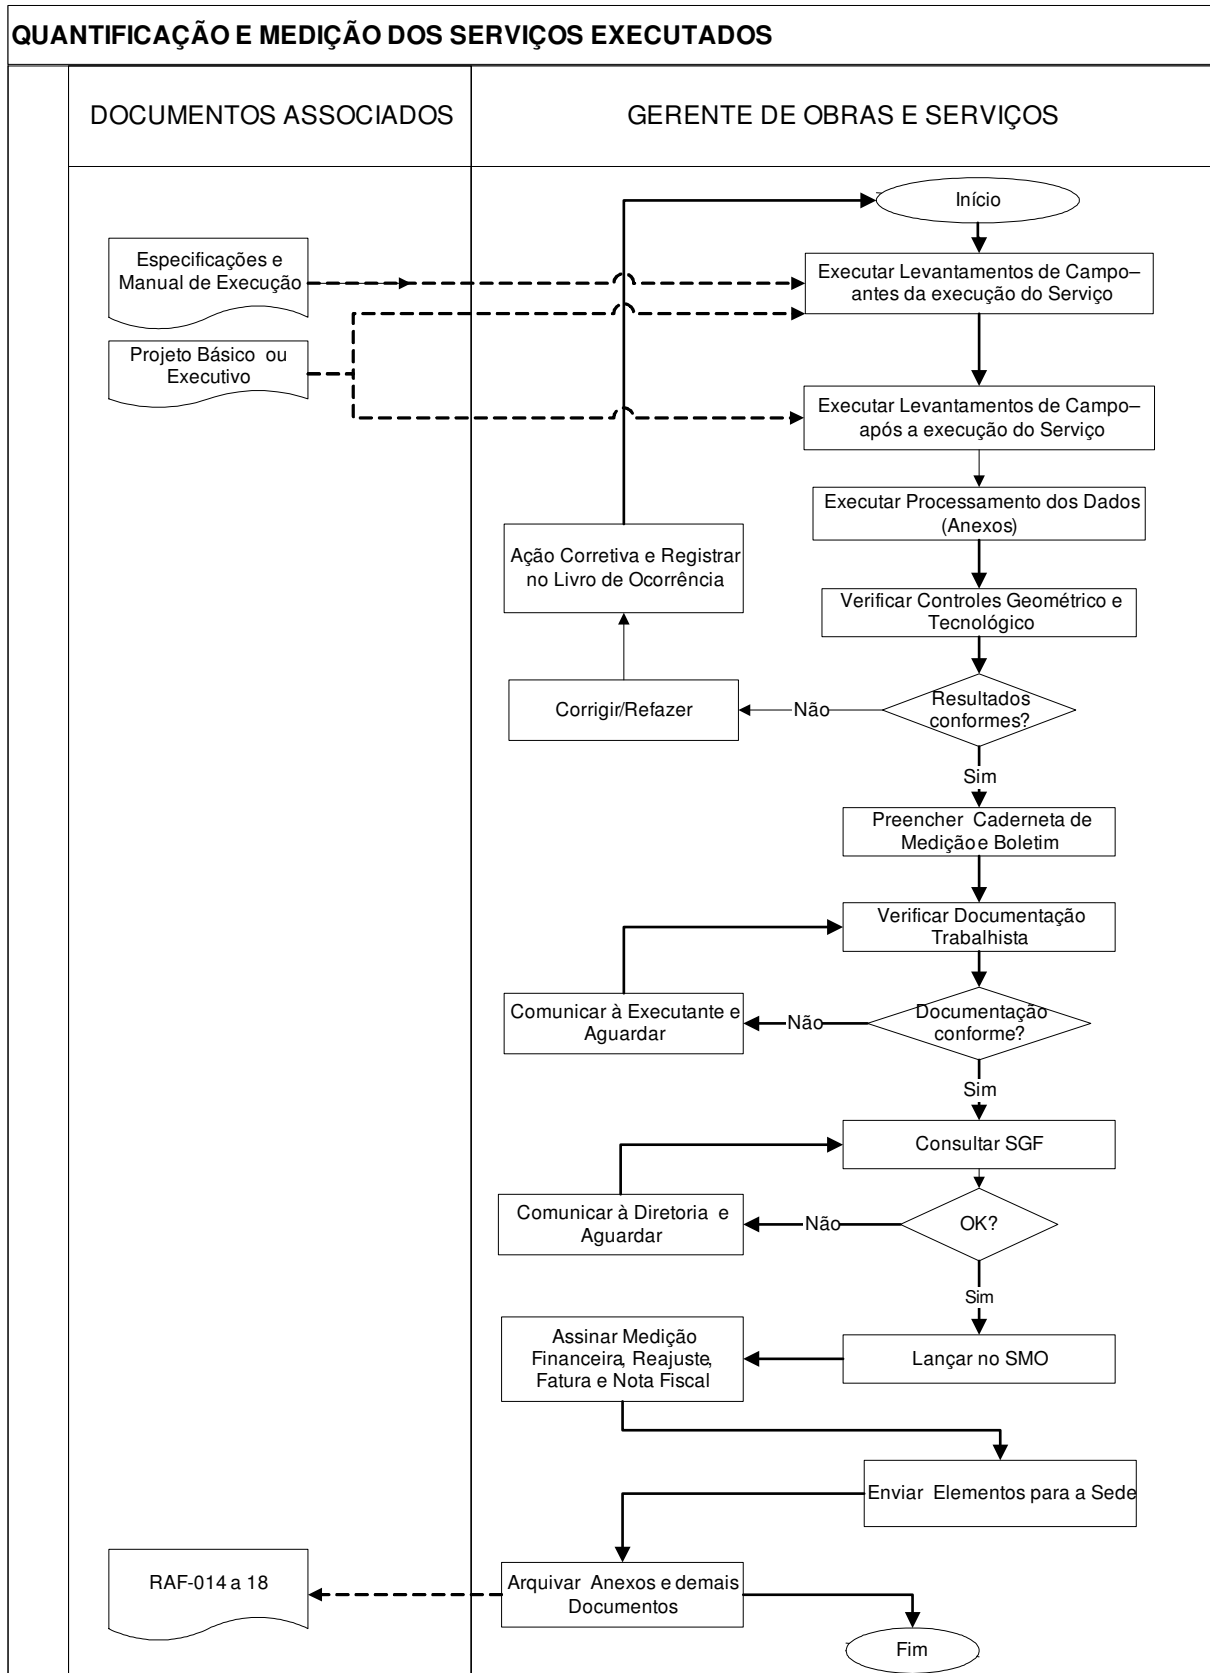 QUANTIFICAÇÃO E MEDIÇÃO DOS SERVIÇOS EXECUTADOS
DOCUMENTOS ASSOCIADOS
GERENTE DE OBRAS E SERVIÇOS
Início
Especificações e
Manual de Execução
Executar Levantamentos de Campo–
antes da execução do Serviço
Projeto Básico ou
Executivo
Executar Levantamentos de Campo–
após a execução do Serviço
Executar Processamento dos Dados
(Anexos)
Ação Corretiva e Registrar
no Livro de Ocorrência
Verificar Controles Geométrico e
Tecnológico
Corrigir/Refazer
Não
Resultados
conformes?
Sim
Preencher Caderneta de
Medição e Boletim
Verificar Documentação
Trabalhista
Comunicar à Executante e
Aguardar
Não
Documentação
conforme?
Sim
Consultar SGF
Comunicar à Diretoria e
Aguardar
Não
OK?
Sim
Assinar Medição
Financeira, Reajuste,
Fatura e Nota Fiscal
Lançar no SMO
Enviar Elementos para a Sede
RAF-014 a 18
Arquivar Anexos e demais
Documentos
Fim